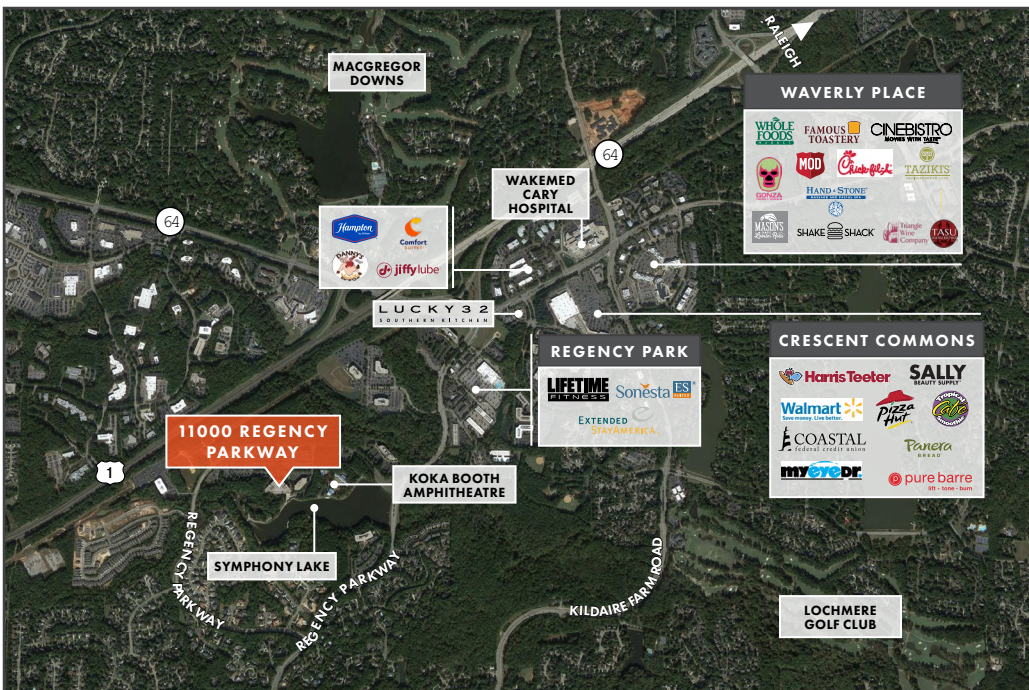 RALEIGH
MACGREGOR
DOWNS
WAVERLY PLACE
WHOLE
FOODS
MARKET
FAMOUS
TOASTERY
CINEBISTRO
MOVIES WITH TASTE
GONZA
MOD
Chick-fil-A
TAZIKI'S
HAND & STONE
MASSAGE AND FACIAL SPA
MASON'S
SHAKE SHACK
Triangle
Wine
Company
TASU
64
WAKEMED
CARY
HOSPITAL
64
Hampton
Comfort
SUITES
DANNY'S
jiffylube
LUCKY 32
SOUTHERN KITCHEN
REGENCY PARK
LIFETIME
FITNESS
Sonesta ES
SUITES
EXTENDED
STAYAMERICA
CRESCENT COMMONS
Harris Teeter
SALLY
BEAUTY SUPPLY
Walmart
Save money. Live better.
Pizza
Hut
Tropical
Smoothie
Cafe
COASTAL
federal credit union
Panera
BREAD
myeyeDr.
pure barre
lift • tone • burn
11000 REGENCY
PARKWAY
1
KOKA BOOTH
AMPHITHEATRE
SYMPHONY LAKE
REGENCY PARKWAY
REGENCY PARKWAY
KILDAIRE FARM ROAD
LOCHMERE
GOLF CLUB